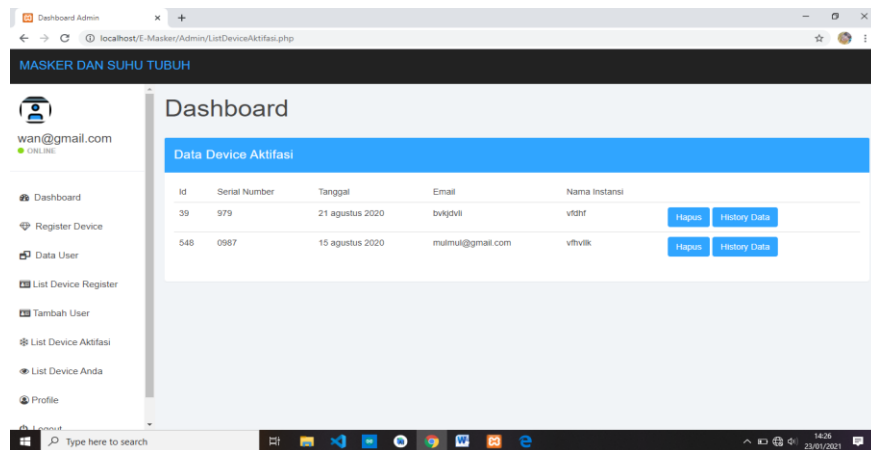 Dashboard Admin
localhost/E-Masker/Admin/ListDeviceAktifasi.php
MASKER DAN SUHU TUBUH
wan@gmail.com
ONLINE
Dashboard
Register Device
Data User
List Device Register
Tambah User
List Device Aktifasi
List Device Anda
Profile
Logout
Dashboard
Data Device Aktifasi
Id Serial Number Tanggal Email Nama Instansi
39 979 21 agustus 2020 bvkjdvli vfdhf Hapus History Data
548 0987 15 agustus 2020 mulmul@gmail.com vfhvlik Hapus History Data
Type here to search
14:26
23/01/2021